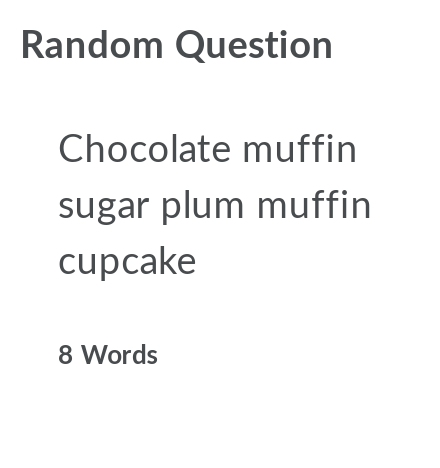 Random Question
Chocolate muffin
sugar plum muffin
cupcake
8 Words